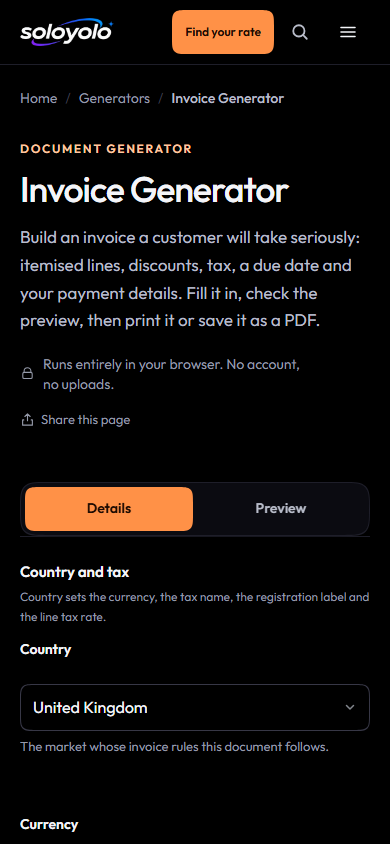 soloyolo
Find your rate
Home / Generators / Invoice Generator
DOCUMENT GENERATOR
Invoice Generator
Build an invoice a customer will take seriously:
itemised lines, discounts, tax, a due date and
your payment details. Fill it in, check the
preview, then print it or save it as a PDF.
Runs entirely in your browser. No account,
no uploads.
Share this page
Details
Preview
Country and tax
Country sets the currency, the tax name, the registration label and
the line tax rate.
Country
United Kingdom
The market whose invoice rules this document follows.
Currency